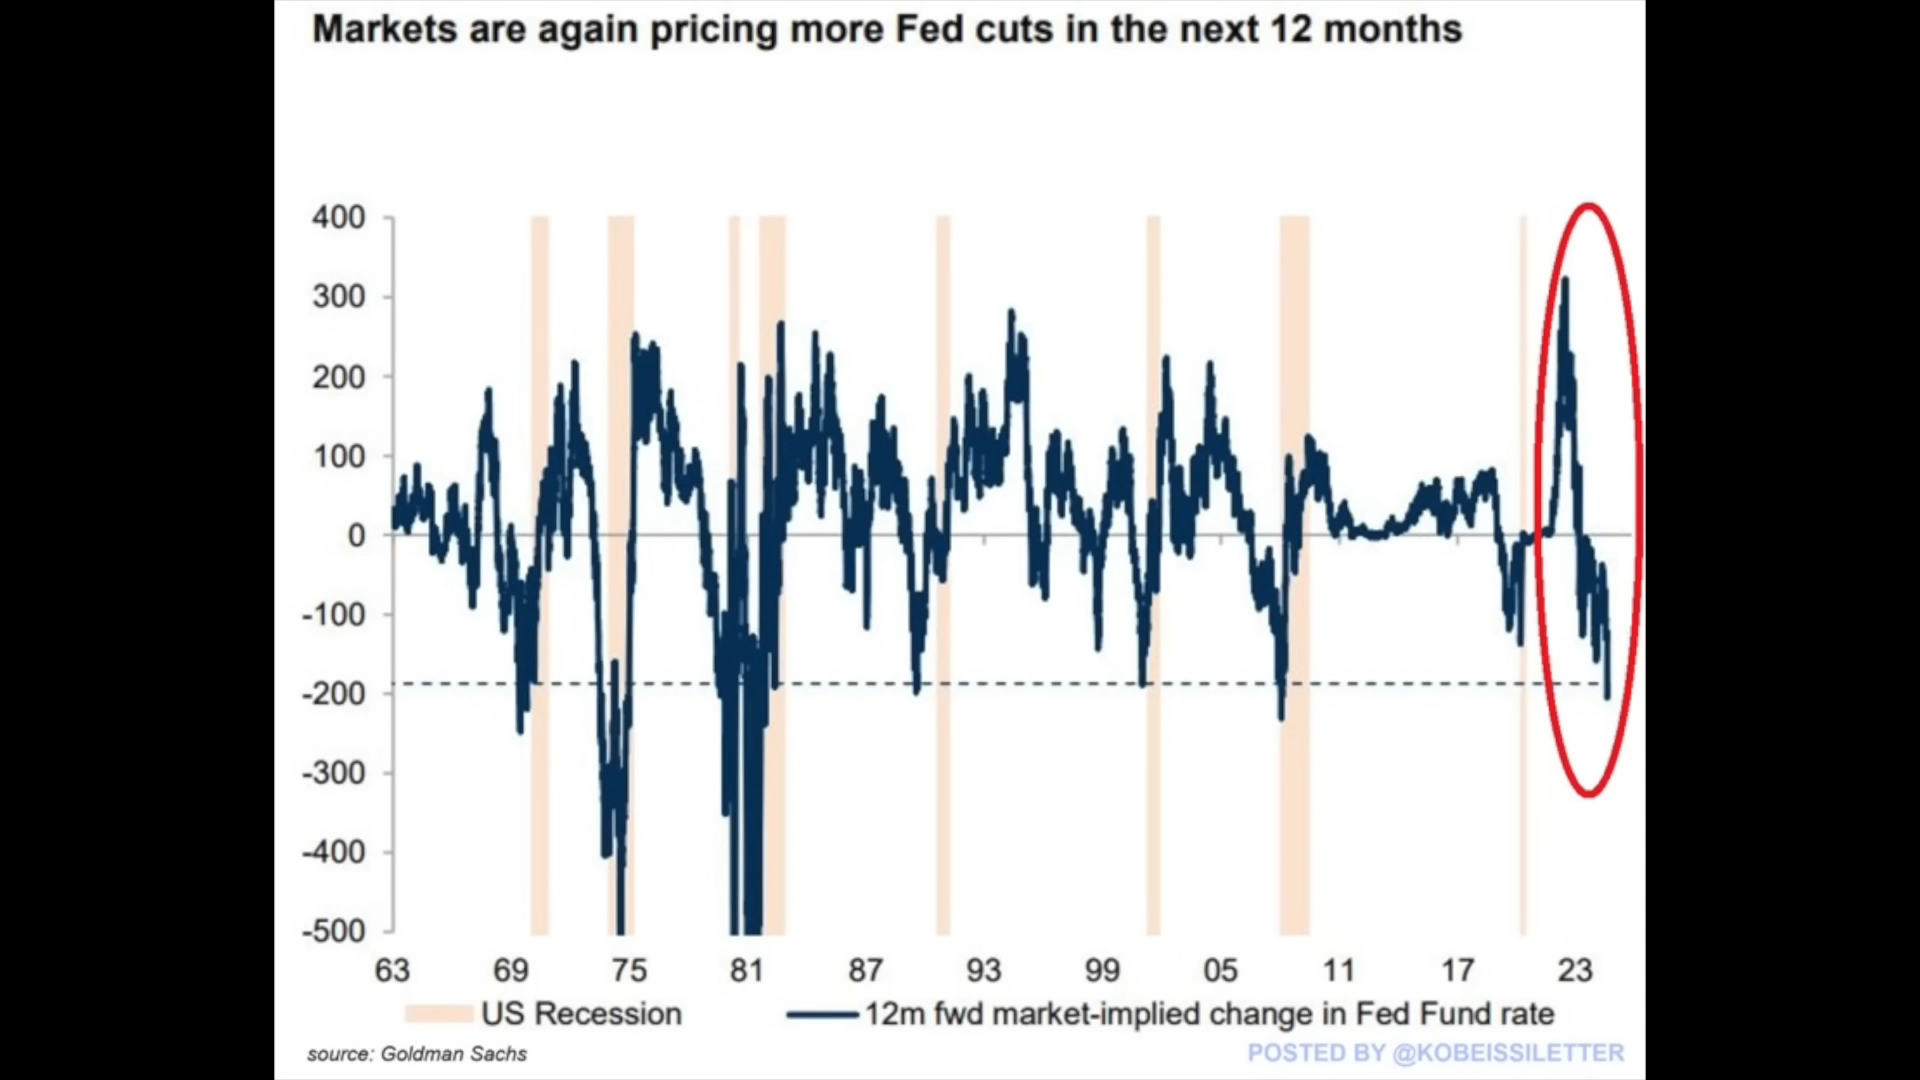 Markets are again pricing more Fed cuts in the next 12 months
400
300
200
100
0
-100
-200
-300
-400
-500
63 69 75 81 87 93 99 05 11 17 23
US Recession 12m fwd market-implied change in Fed Fund rate
source: Goldman Sachs POSTED BY @KOBEISSILETTER